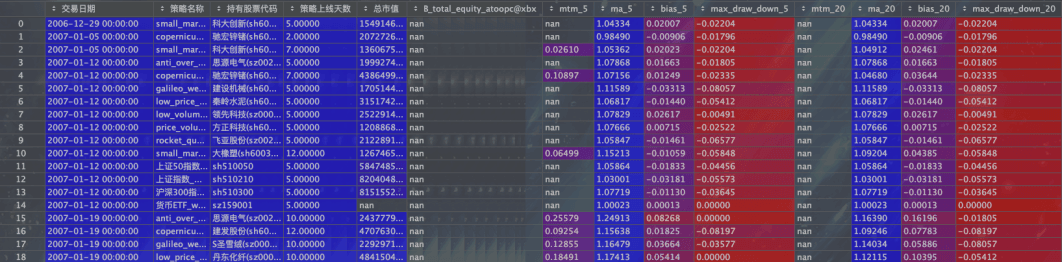 交易日期 策略名称 持有股票代码 策略上线天数 总市值 B_total_equity_atoopc@xbx mtm_5 ma_5 bias_5 max_draw_down_5 mtm_20 ma_20 bias_20 max_draw_down_20
0 2006-12-29 00:00:00 small_mar... 科大创新(sh60... 5.00000 1549146... nan nan 1.04334 0.02007 -0.02204 nan 1.04334 0.02007 -0.02204
1 2007-01-05 00:00:00 copernicu... 驰宏锌锗(sh60... 2.00000 2072726... nan nan 0.98490 -0.00906 -0.01796 nan 0.98490 -0.00906 -0.01796
2 2007-01-05 00:00:00 small_mar... 科大创新(sh60... 7.00000 1360675... nan 0.02610 1.05362 0.02023 -0.02204 nan 1.04912 0.02461 -0.02204
3 2007-01-12 00:00:00 anti_over_... 思源电气(sz002... 5.00000 1999274... nan nan 1.07868 0.01663 -0.01805 nan 1.07868 0.01663 -0.01805
4 2007-01-12 00:00:00 copernicu... 驰宏锌锗(sh60... 7.00000 4386499... nan 0.10897 1.07156 0.01249 -0.02335 nan 1.04680 0.03644 -0.02335
5 2007-01-12 00:00:00 galileo_we... 建设机械(sh60... 5.00000 1705144... nan nan 1.11589 -0.03313 -0.08057 nan 1.11589 -0.03313 -0.08057
6 2007-01-12 00:00:00 low_price_... 秦岭水泥(sh60... 5.00000 3151742... nan nan 1.06817 -0.01440 -0.05412 nan 1.06817 -0.01440 -0.05412
7 2007-01-12 00:00:00 low_volum... 领先科技(sz000... 5.00000 2522914... nan nan 1.07829 0.02617 -0.00491 nan 1.07829 0.02617 -0.00491
8 2007-01-12 00:00:00 price_volu... 方正科技(sh60... 5.00000 1208868... nan nan 1.07666 0.00715 -0.02522 nan 1.07666 0.00715 -0.02522
9 2007-01-12 00:00:00 rocket_qu... 飞亚股份(sz002... 5.00000 2122891... nan nan 1.05847 -0.01461 -0.06577 nan 1.05847 -0.01461 -0.06577
10 2007-01-12 00:00:00 small_mar... 大橡塑(sh6003... 12.00000 1267465... nan 0.06499 1.15213 -0.01059 -0.05848 nan 1.09204 0.04385 -0.05848
11 2007-01-12 00:00:00 上证50指数... sh510050 5.00000 5847485... nan nan 1.05864 -0.01833 -0.04456 nan 1.05864 -0.01833 -0.04456
12 2007-01-12 00:00:00 上证指数_... sh510210 5.00000 8204048... nan nan 1.03001 -0.03181 -0.05573 nan 1.03001 -0.03181 -0.05573
13 2007-01-12 00:00:00 沪深300指... sh510300 5.00000 8151552... nan nan 1.07719 -0.01130 -0.03645 nan 1.07719 -0.01130 -0.03645
14 2007-01-12 00:00:00 货币ETF_w... sz159001 5.00000 nan nan nan 1.00023 0.00013 0.00000 nan 1.00023 0.00013 0.00000
15 2007-01-19 00:00:00 anti_over_... 思源电气(sz002... 10.00000 2437779... nan 0.25579 1.24913 0.08268 0.00000 nan 1.16390 0.16196 -0.01805
16 2007-01-19 00:00:00 copernicu... 建发股份(sh60... 12.00000 4707630... nan 0.09254 1.15638 0.01825 -0.08197 nan 1.09246 0.07783 -0.08197
17 2007-01-19 00:00:00 galileo_we... S圣雪绒(sz000... 10.00000 2292971... nan 0.12855 1.16479 0.03664 -0.03577 nan 1.14034 0.05886 -0.08057
18 2007-01-19 00:00:00 low_price_... 丹东化纤(sz000... 10.00000 4841504... nan 0.18491 1.17413 0.05414 0.00000 nan 1.12115 0.10395 -0.05412